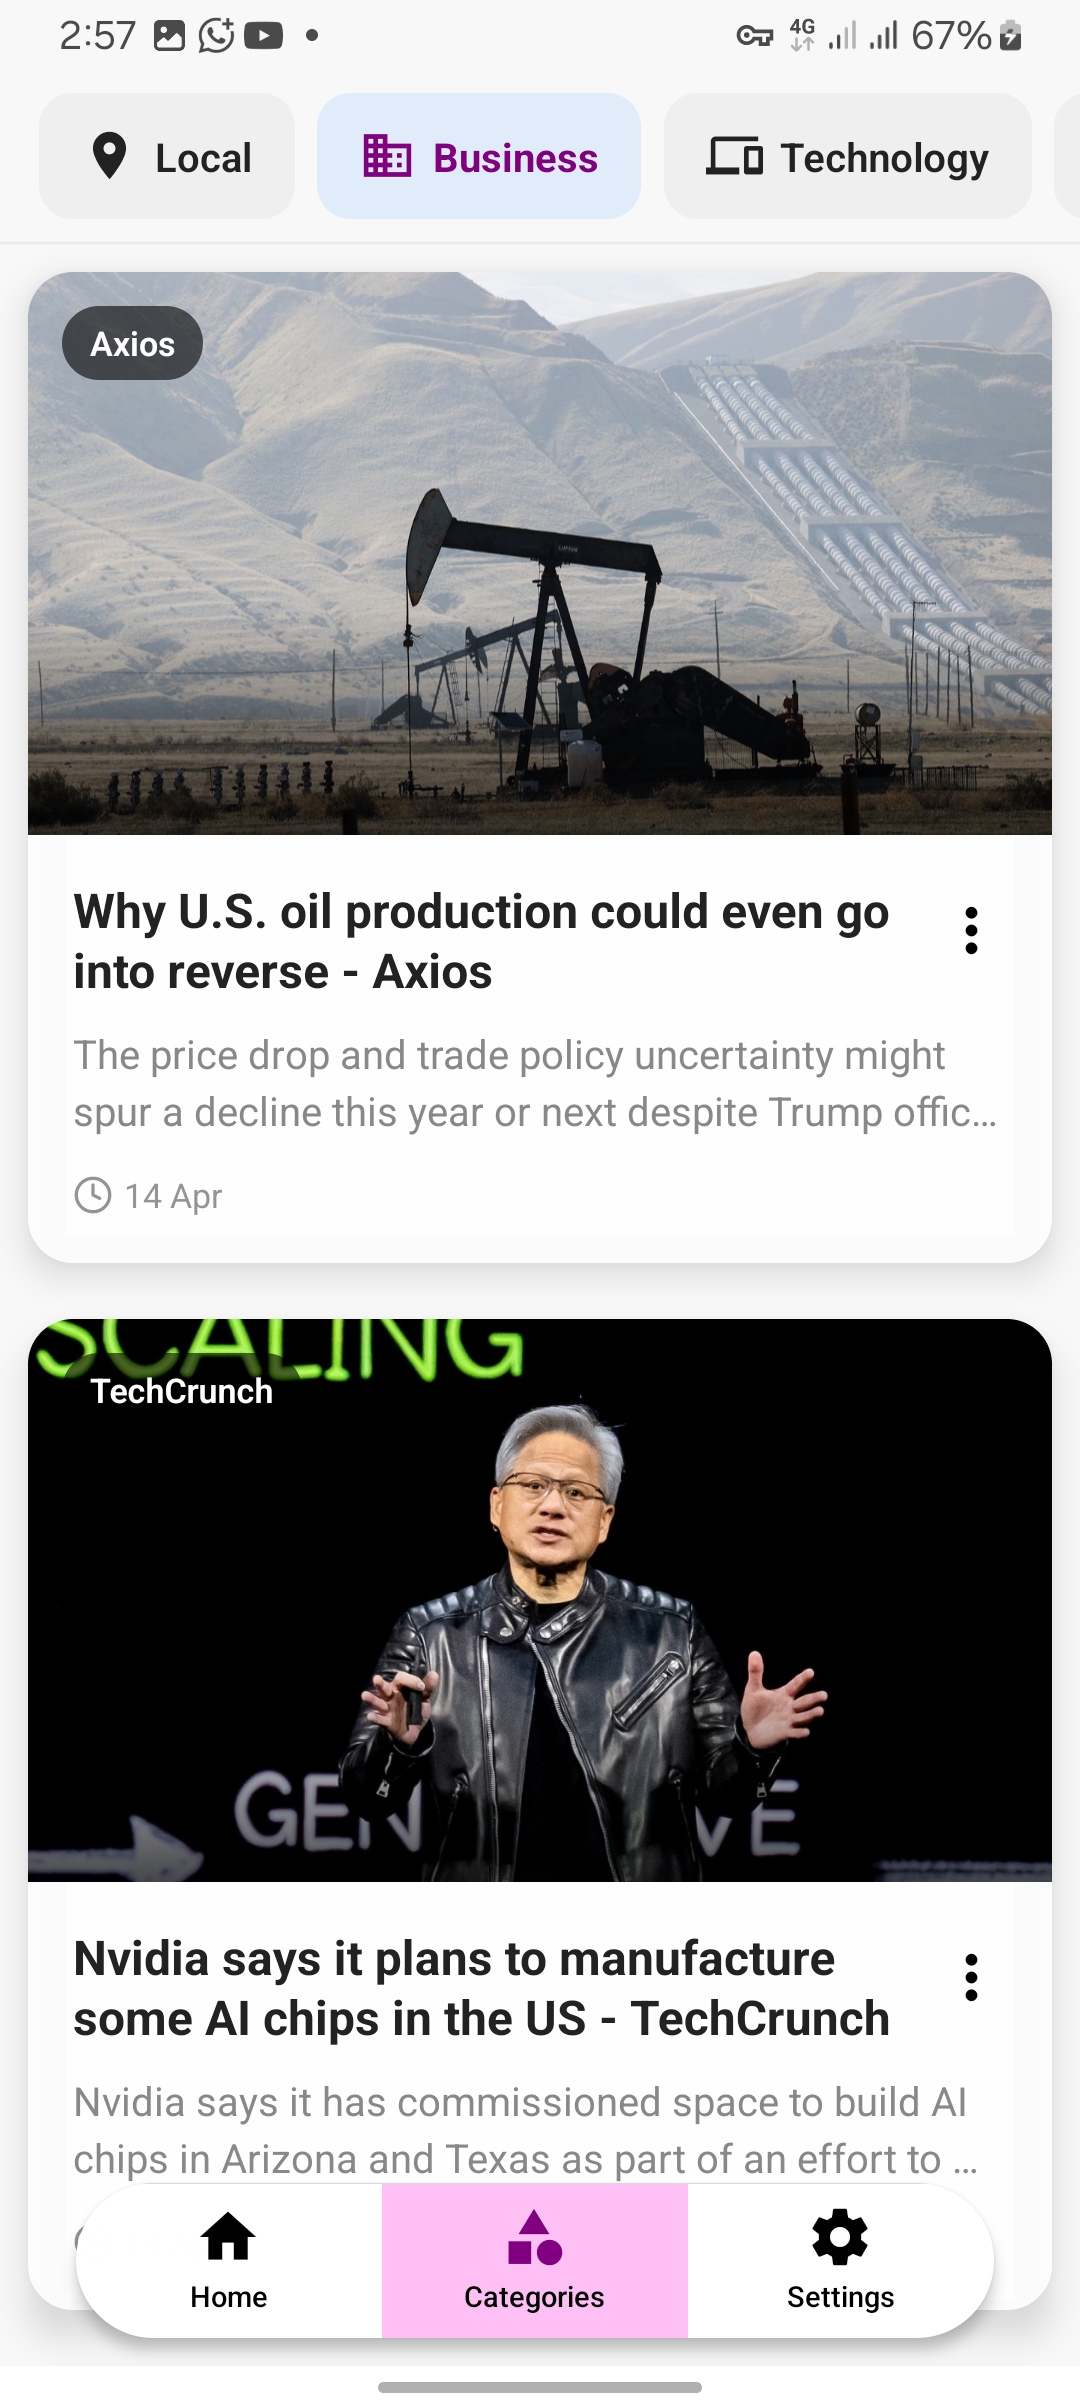 2:57 4G 67%
Local Business Technology
Axios
Why U.S. oil production could even go
into reverse - Axios
The price drop and trade policy uncertainty might
spur a decline this year or next despite Trump offic...
14 Apr
SCALING
TechCrunch
GEN VE
Nvidia says it plans to manufacture
some AI chips in the US - TechCrunch
Nvidia says it has commissioned space to build AI
chips in Arizona and Texas as part of an effort to ...
Home Categories Settings